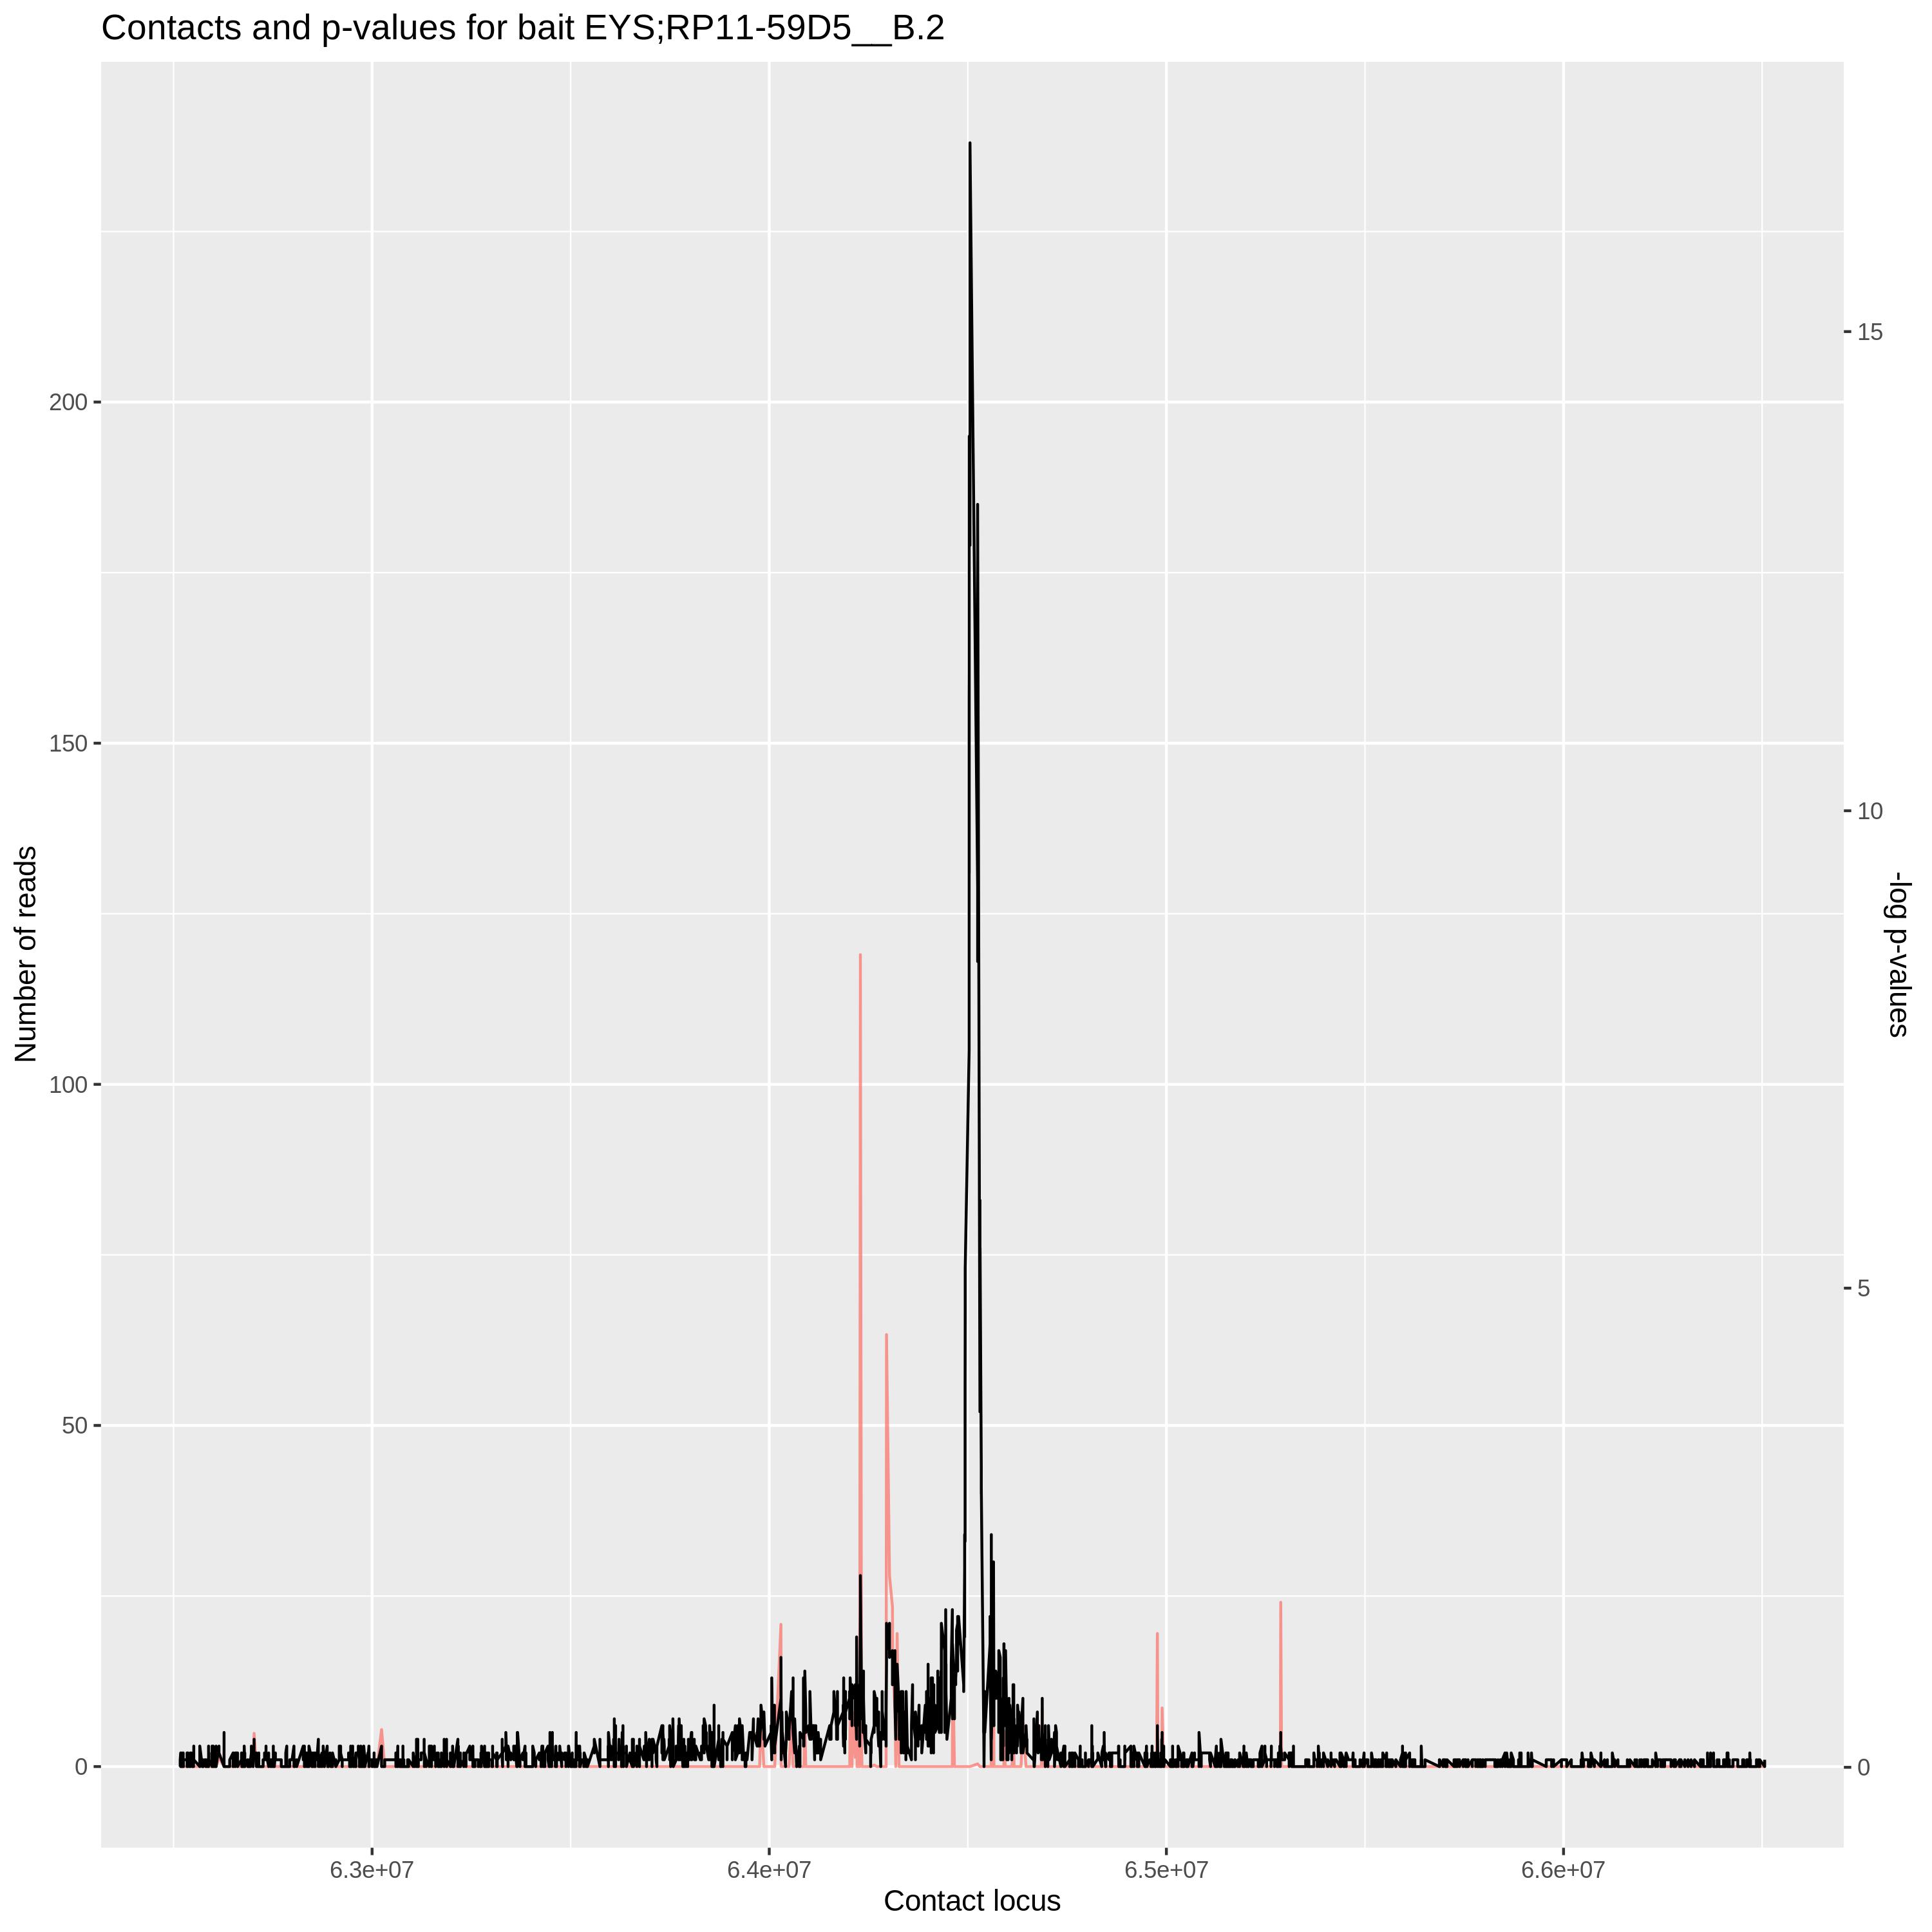 Contacts and p-values for bait EYS;RP11-59D5__B.2
200
150
100
50
0
Number of reads
15
10
5
0
-log p-values
6.3e+07
6.4e+07
6.5e+07
6.6e+07
Contact locus